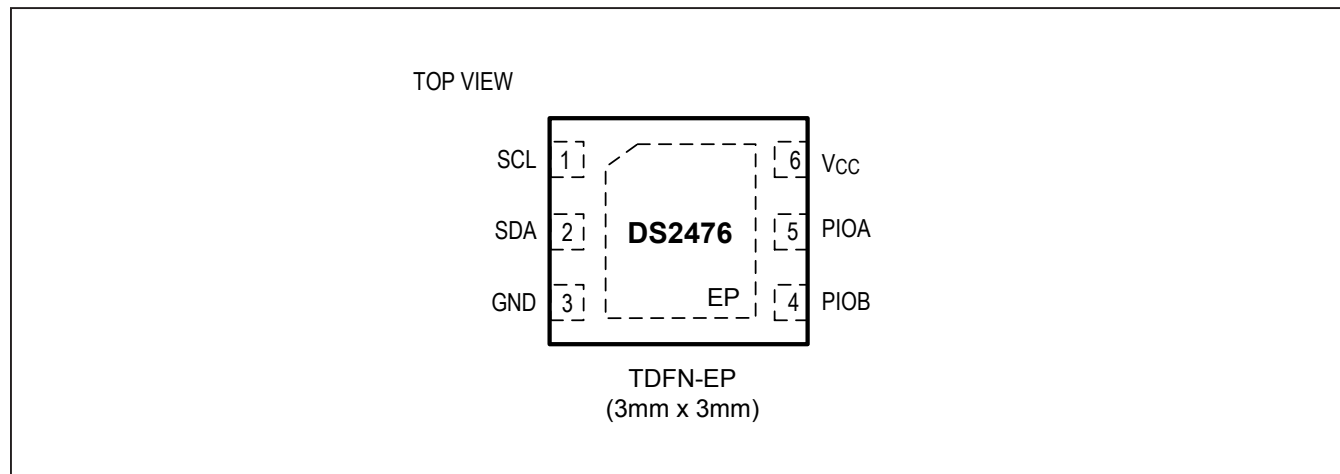 TOP VIEW
SCL 1 6 VCC
SDA 2 DS2476 5 PIOA
GND 3 EP 4 PIOB
TDFN-EP
(3mm x 3mm)